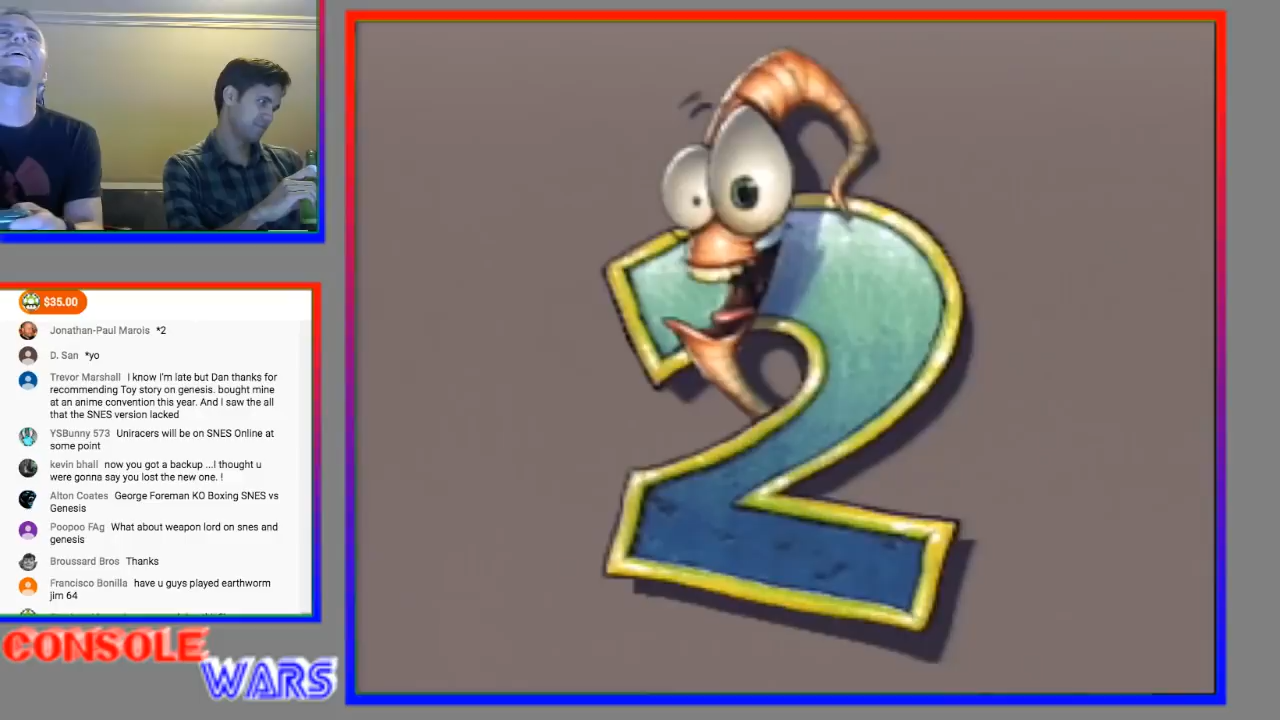 $35.00
Jonathan-Paul Marois *2
D. San *yo
Trevor Marshall I know I'm late but Dan thanks for
recommending Toy story on genesis. bought mine
at an anime convention this year. And I saw the all
that the SNES version lacked
YSBunny 573 Uniracers will be on SNES Online at
some point
kevin bhall now you got a backup ...I thought u
were gonna say you lost the new one. !
Alton Coates George Foreman KO Boxing SNES vs
Genesis
Poopoo FAg What about weapon lord on snes and
genesis
Broussard Bros Thanks
Francisco Bonilla have u guys played earthworm
jim 64
CONSOLE
WARS
2